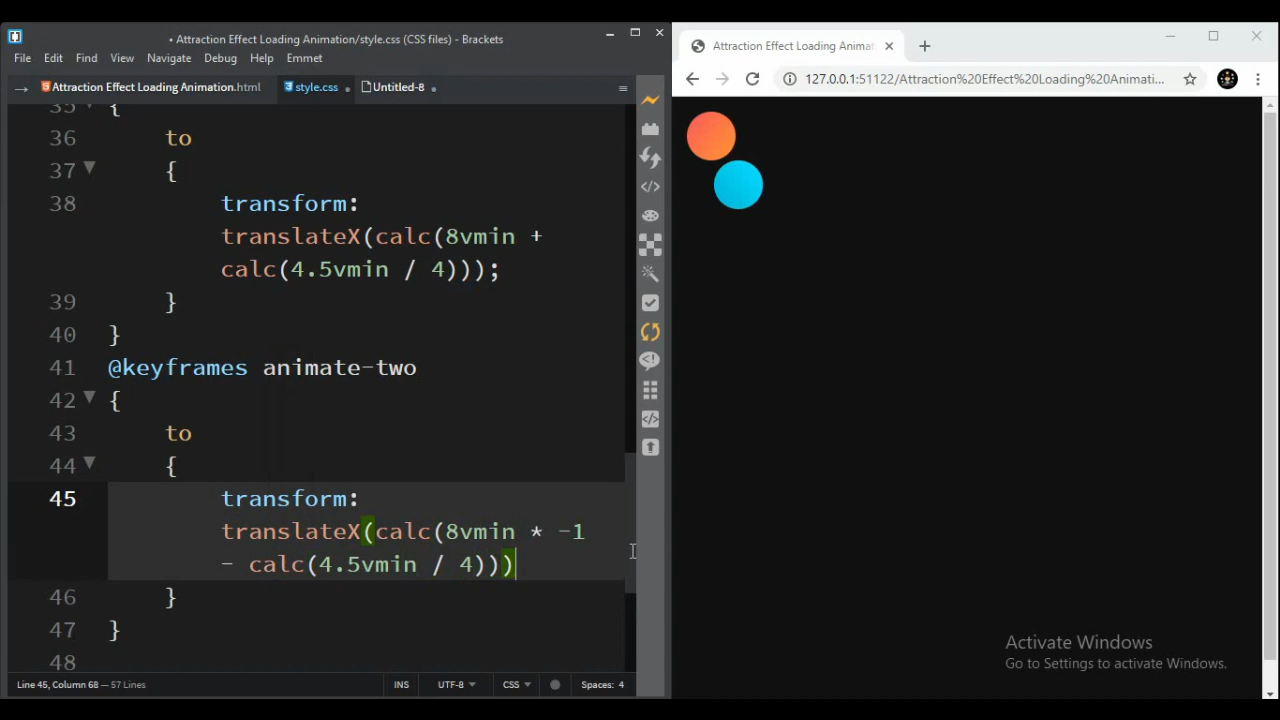 • Attraction Effect Loading Animation/style.css (CSS files) - Brackets
File Edit Find View Navigate Debug Help Emmet
Attraction Effect Loading Animation.html style.css Untitled-8
35 {
36 to
37 {
38 transform:
translateX(calc(8vmin +
calc(4.5vmin / 4)));
39 }
40 }
41 @keyframes animate-two
42 {
43 to
44 {
45 transform:
translateX(calc(8vmin * -1
- calc(4.5vmin / 4)))
46 }
47 }
48
Line 45, Column 68 — 57 Lines INS UTF-8 CSS Spaces: 4
Attraction Effect Loading Animat
127.0.0.1:51122/Attraction%20Effect%20Loading%20Animati...
Activate Windows
Go to Settings to activate Windows.